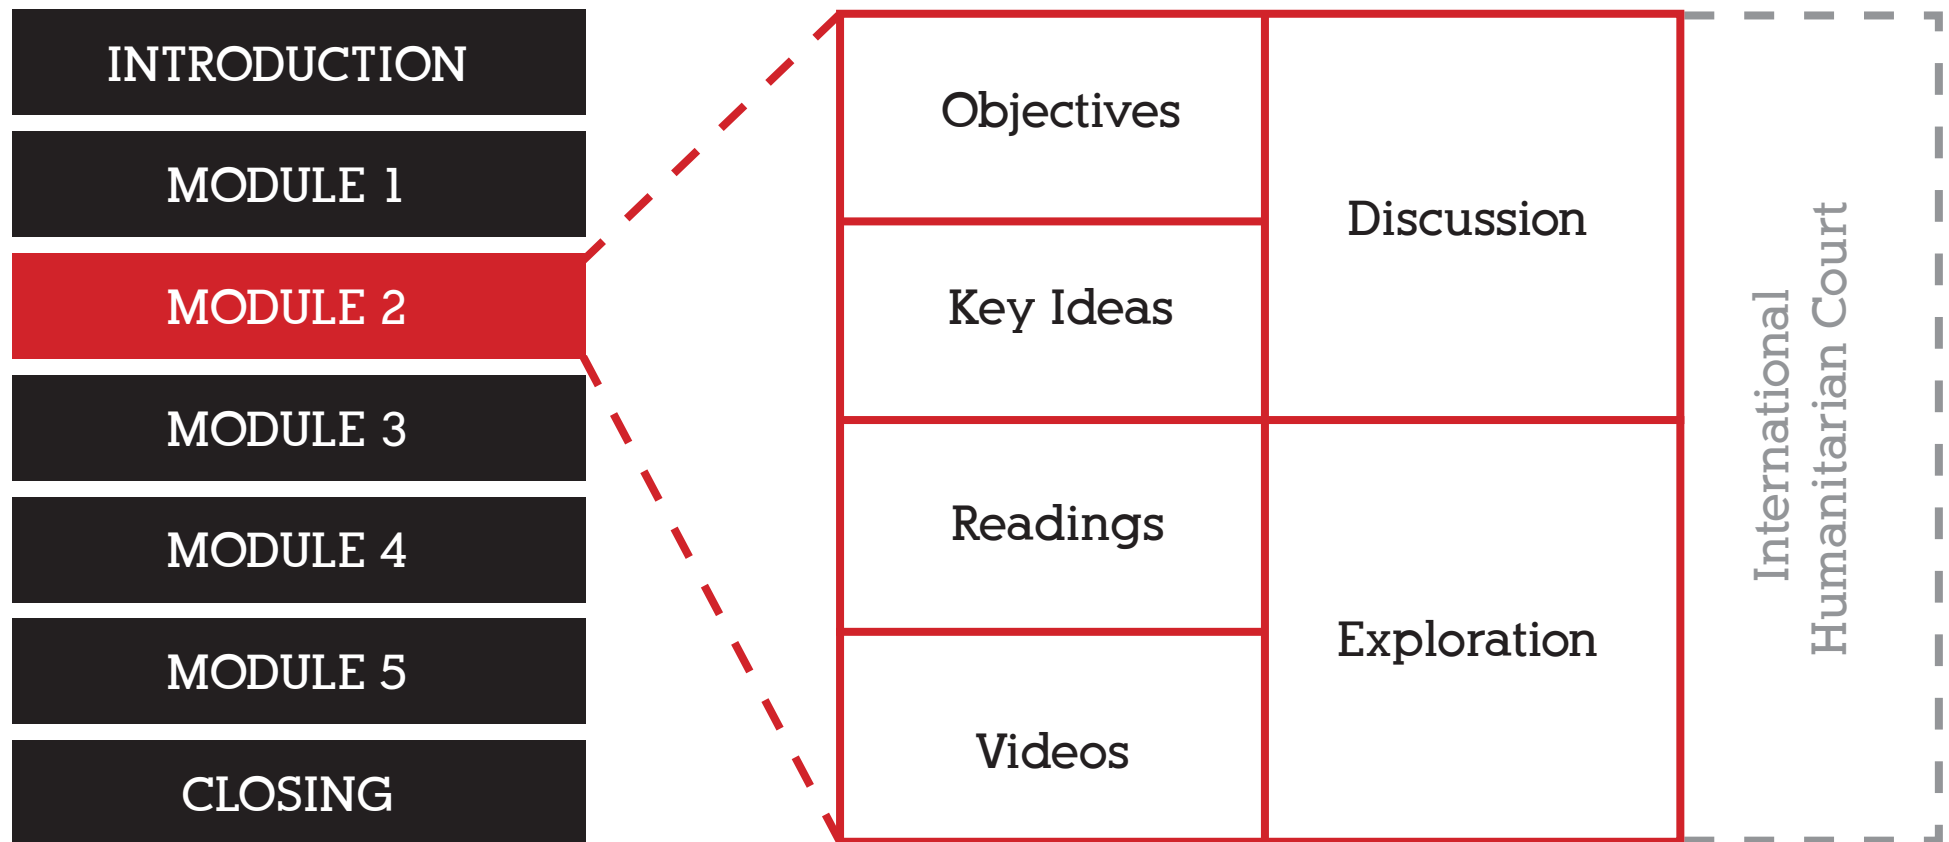 INTRODUCTION
MODULE 1
MODULE 2
MODULE 3
MODULE 4
MODULE 5
CLOSING
Objectives
Key Ideas
Readings
Videos
Discussion
Exploration
International
Humanitarian Court